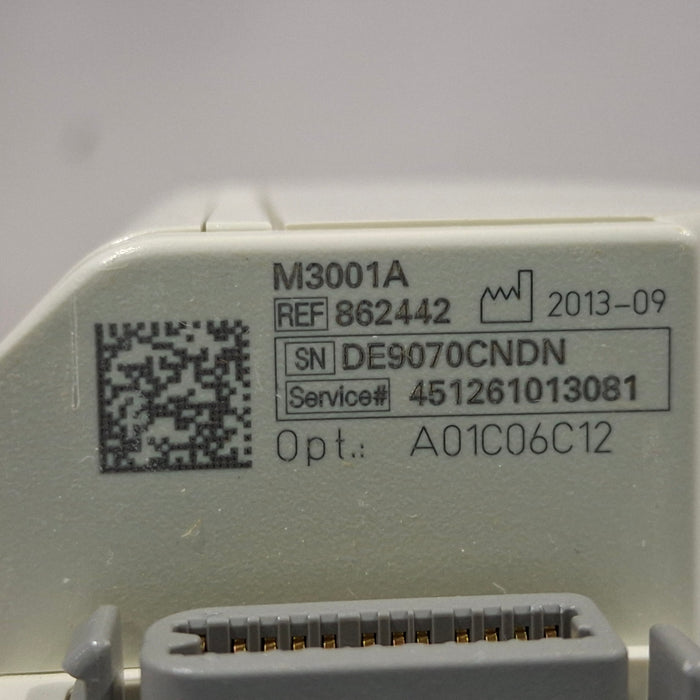 M3001A
REF 862442 2013-09
SN DE9070CNDN
Service# 451261013081
Opt.: A01C06C12